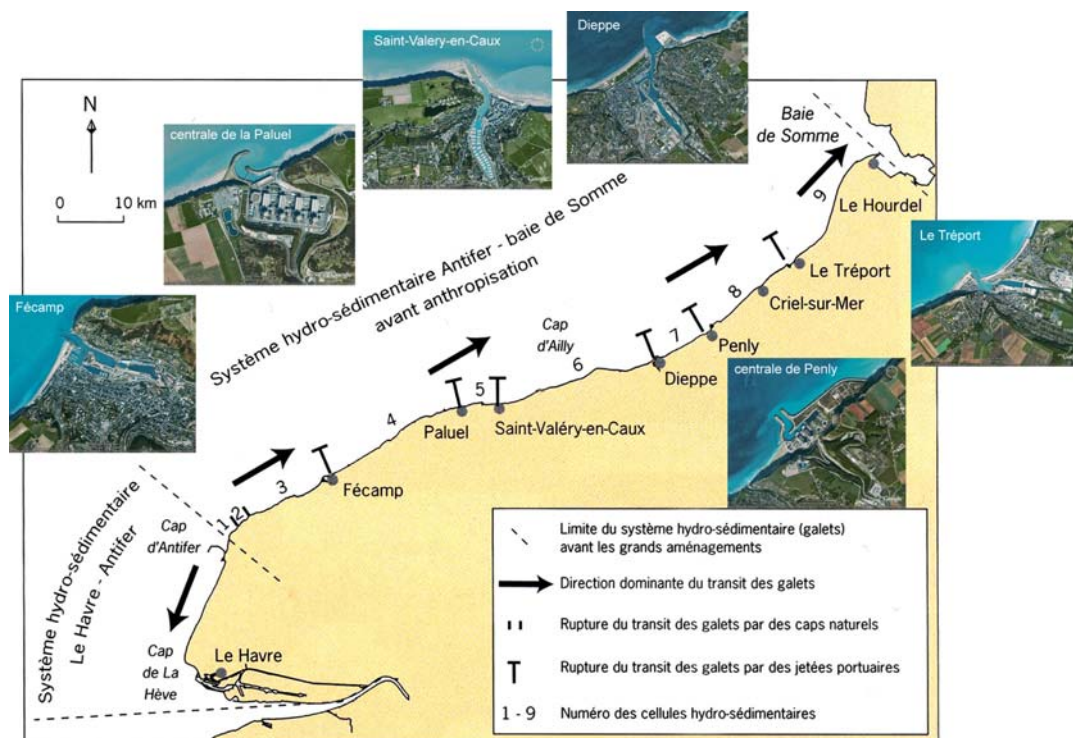 Dieppe
Saint-Valery-en-Caux
N
centrale de la Paluel
0 10 km
Baie
de Somme
Le Hourdel
9
Système hydro-sédimentaire Antifer - baie de Somme
avant anthropisation
Le Tréport
Le Tréport
Criel-sur-Mer
8
Fécamp
Cap
d'Ailly
7
Penly
6
Dieppe
centrale de Penly
5
4
Paluel
Saint-Valéry-en-Caux
3
Fécamp
1
2
Système hydro-sédimentaire
Le Havre - Antifer
Cap
d'Antifer
Cap
de La
Hève
Le Havre
Limite du système hydro-sédimentaire (galets)
avant les grands aménagements
Direction dominante du transit des galets
Rupture du transit des galets par des caps naturels
Rupture du transit des galets par des jetées portuaires
1 - 9 Numéro des cellules hydro-sédimentaires